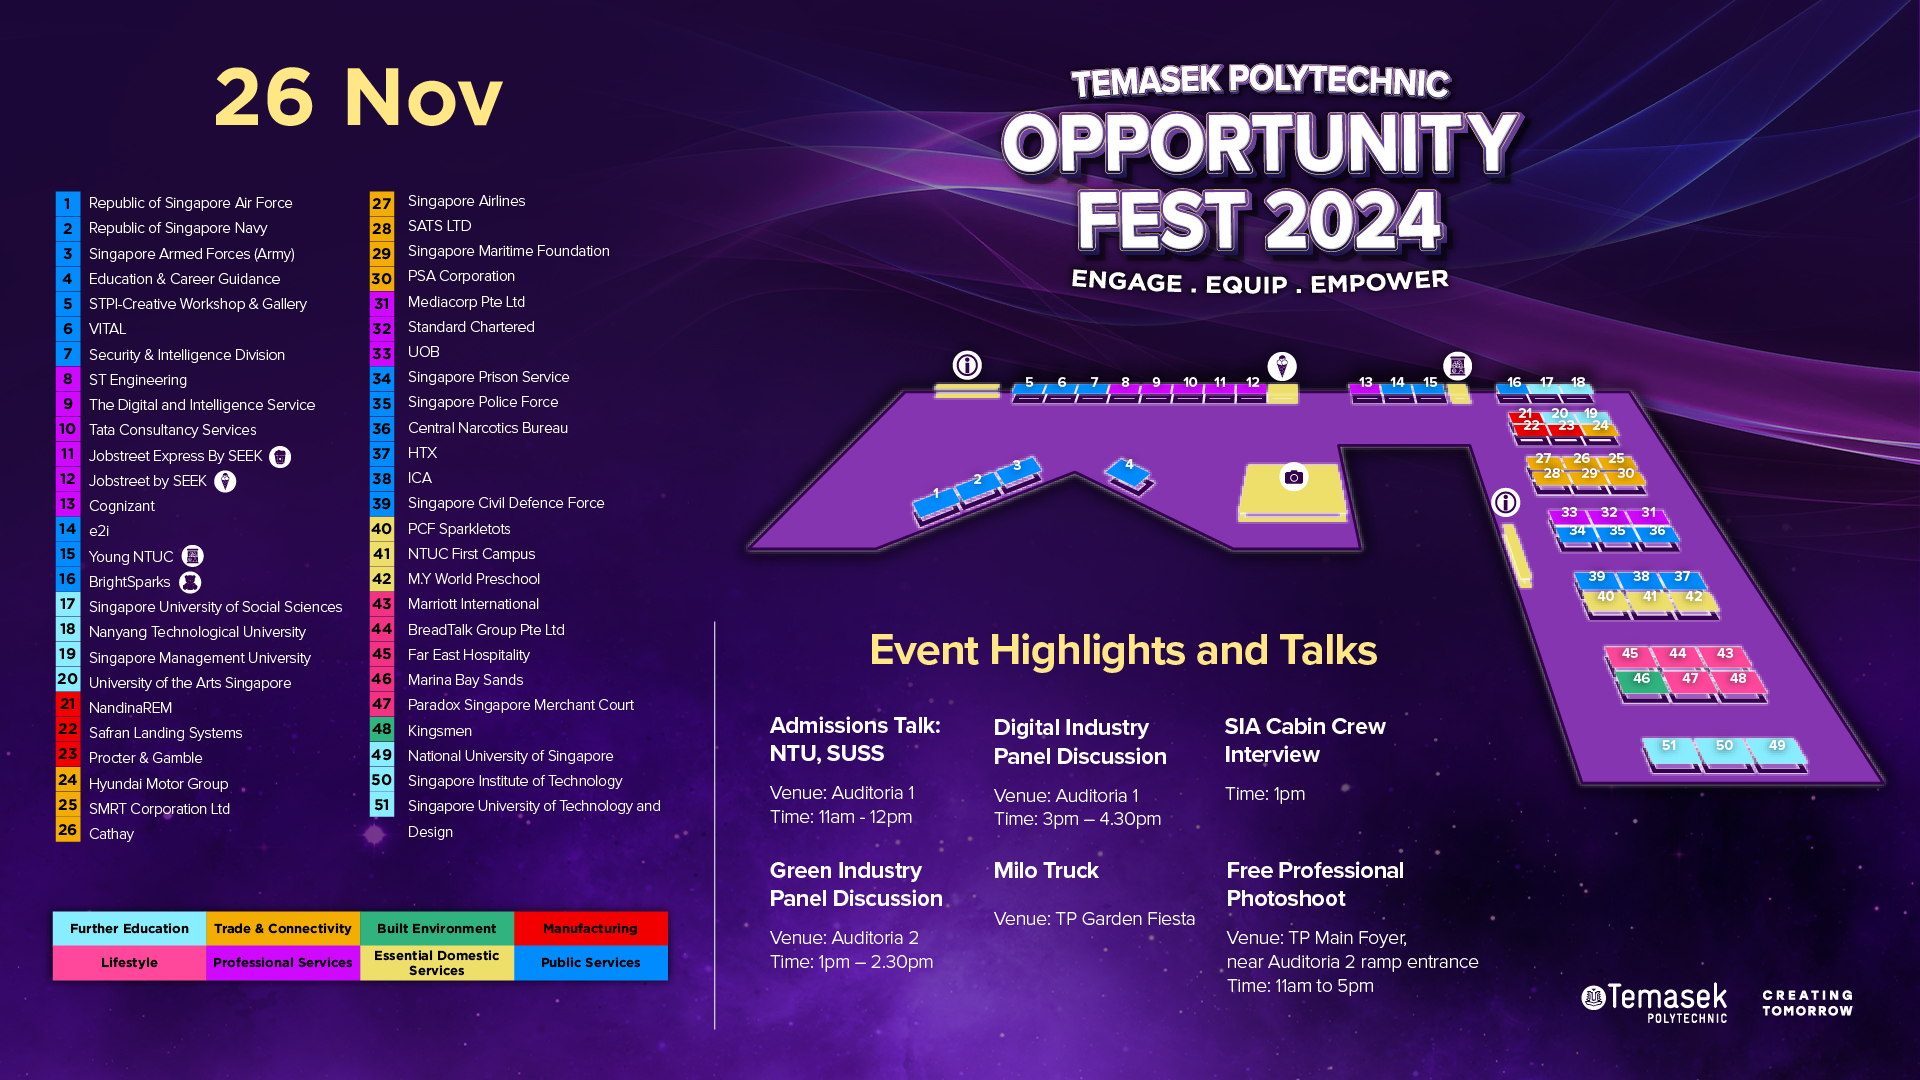 26 Nov
TEMASEK POLYTECHNIC
OPPORTUNITY
FEST 2024
ENGAGE . EQUIP . EMPOWER
1 Republic of Singapore Air Force
2 Republic of Singapore Navy
3 Singapore Armed Forces (Army)
4 Education & Career Guidance
5 STPI-Creative Workshop & Gallery
6 VITAL
7 Security & Intelligence Division
8 ST Engineering
9 The Digital and Intelligence Service
10 Tata Consultancy Services
11 Jobstreet Express By SEEK
12 Jobstreet by SEEK
13 Cognizant
14 e2i
15 Young NTUC
16 BrightSparks
17 Singapore University of Social Sciences
18 Nanyang Technological University
19 Singapore Management University
20 University of the Arts Singapore
21 NandinaREM
22 Safran Landing Systems
23 Procter & Gamble
24 Hyundai Motor Group
25 SMRT Corporation Ltd
26 Cathay
27 Singapore Airlines
28 SATS LTD
29 Singapore Maritime Foundation
30 PSA Corporation
31 Mediacorp Pte Ltd
32 Standard Chartered
33 UOB
34 Singapore Prison Service
35 Singapore Police Force
36 Central Narcotics Bureau
37 HTX
38 ICA
39 Singapore Civil Defence Force
40 PCF Sparkletots
41 NTUC First Campus
42 M.Y World Preschool
43 Marriott International
44 BreadTalk Group Pte Ltd
45 Far East Hospitality
46 Marina Bay Sands
47 Paradox Singapore Merchant Court
48 Kingsmen
49 National University of Singapore
50 Singapore Institute of Technology
51 Singapore University of Technology and
Design
Further Education Trade & Connectivity Built Environment Manufacturing
Lifestyle Professional Services Essential Domestic
Services Public Services
5 6 7 8 9 10 11 12 13 14 15 16 17 18
21 20 19
22 23 24
1 2 3 4
27 26 25
28 29 30
33 32 31
34 35 36
39 38 37
40 41 42
45 44 43
46 47 48
51 50 49
Event Highlights and Talks
Admissions Talk:
NTU, SUSS
Venue: Auditoria 1
Time: 11am - 12pm
Digital Industry
Panel Discussion
Venue: Auditoria 1
Time: 3pm – 4.30pm
SIA Cabin Crew
Interview
Time: 1pm
Green Industry
Panel Discussion
Venue: Auditoria 2
Time: 1pm – 2.30pm
Milo Truck
Venue: TP Garden Fiesta
Free Professional
Photoshoot
Venue: TP Main Foyer,
near Auditoria 2 ramp entrance
Time: 11am to 5pm
Temasek
POLYTECHNIC
CREATING
TOMORROW